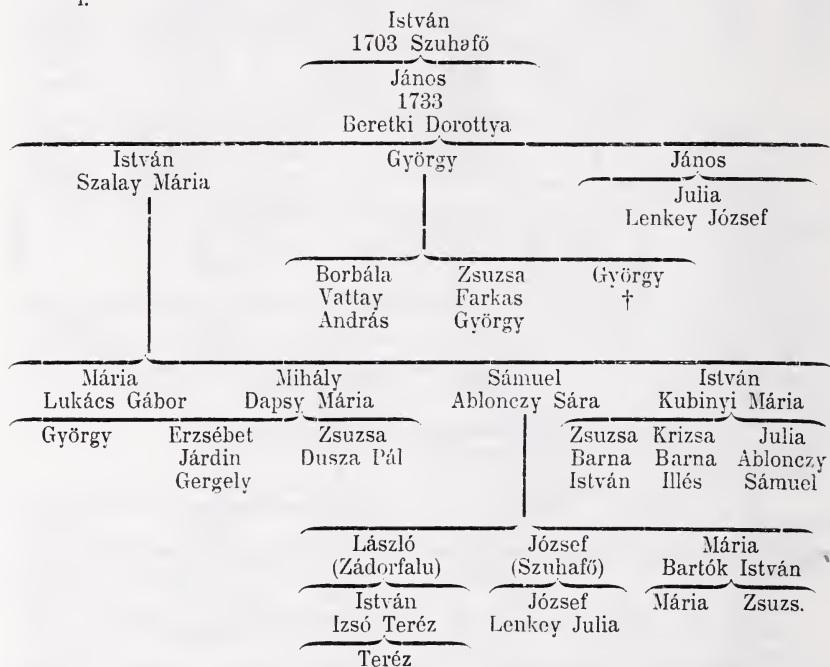 I.
István
1703 Szuhafő
János
1733
Beretki Dorottya
István György János
Szalay Mária
Julia
Lenkey József
Borbála Zsuzsa György
Vattay Farkas †
András György
Mária Mihály Sámuel István
Lukács Gábor Dapsy Mária Ablonczy Sára Kubinyi Mária
György Erzsébet Zsuzsa Zsuzsa Krizsa Julia
Járdin Dusza Pál Barna Barna Ablonczy
Gergely István Illés Sámuel
László József Mária
(Zádorfalu) (Szuhafő) Bartók István
István József Mária Zsuzs.
Izsó Teréz Lenkey Julia
Teréz